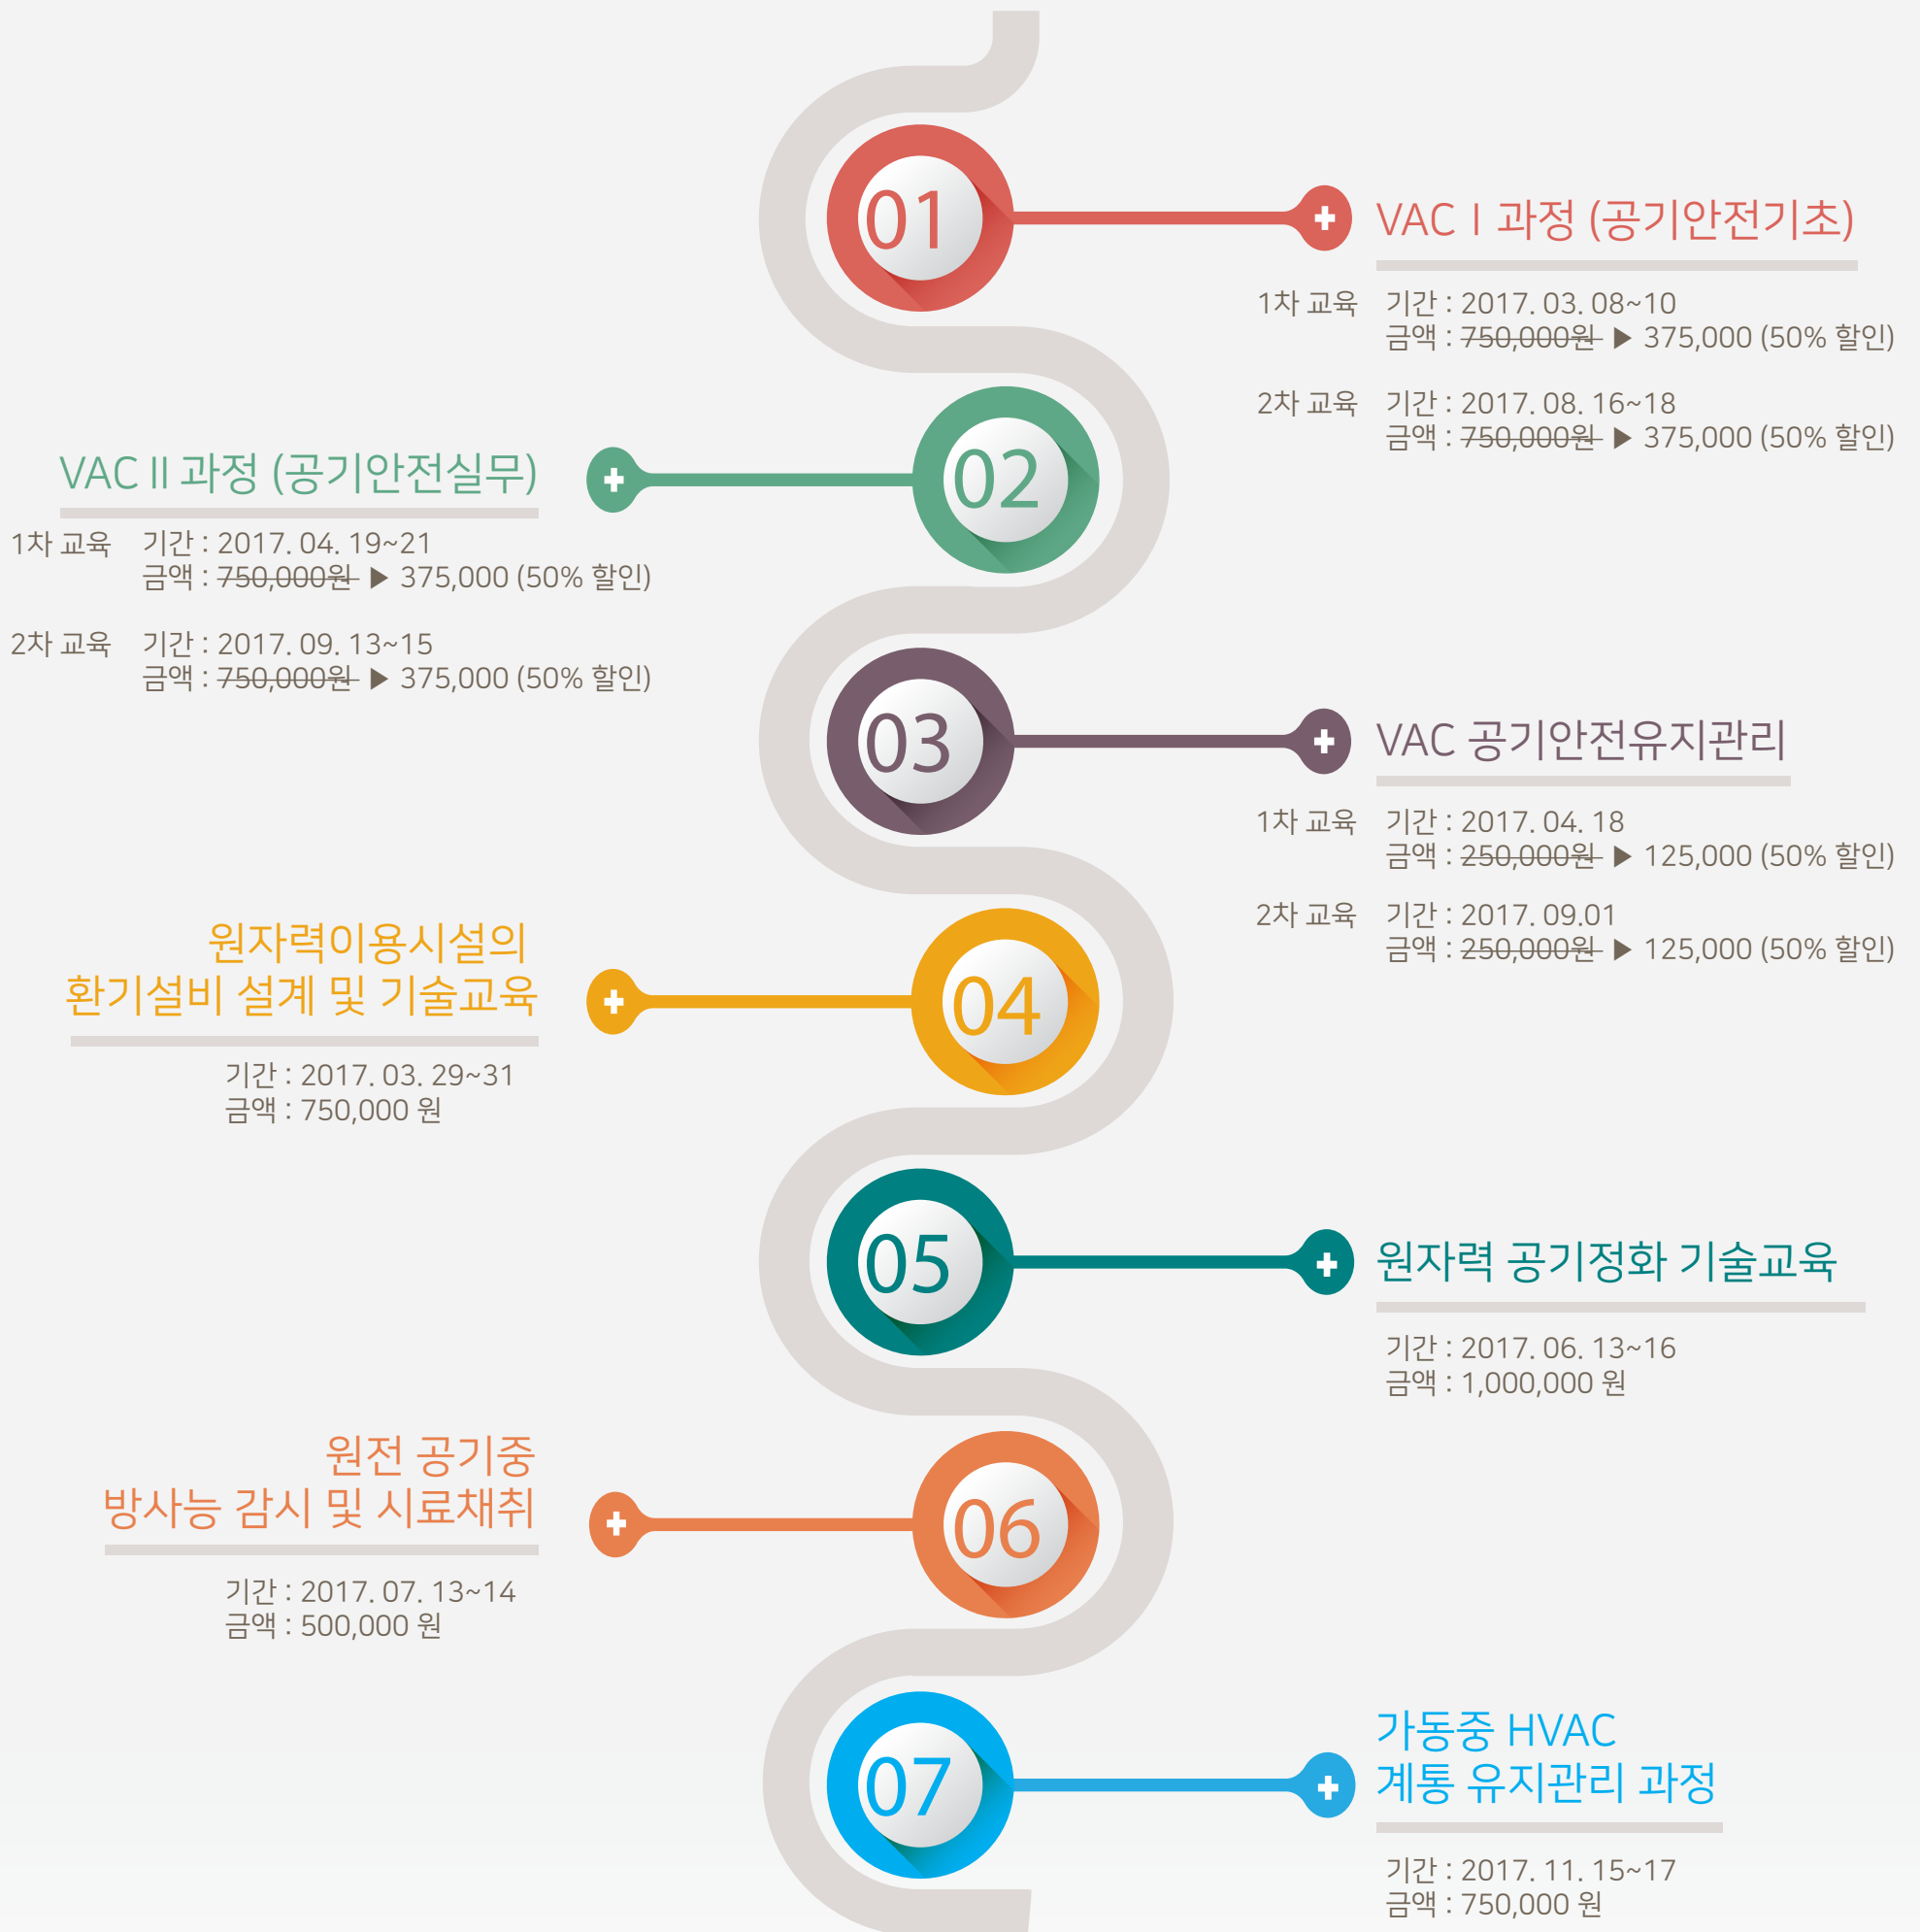 01
VAC Ⅰ 과정 (공기안전기초)
1차 교육 기간 : 2017. 03. 08~10
금액 : 750,000원 ▶ 375,000 (50% 할인)
2차 교육 기간 : 2017. 08. 16~18
금액 : 750,000원 ▶ 375,000 (50% 할인)
02
VAC Ⅱ 과정 (공기안전실무)
1차 교육 기간 : 2017. 04. 19~21
금액 : 750,000원 ▶ 375,000 (50% 할인)
2차 교육 기간 : 2017. 09. 13~15
금액 : 750,000원 ▶ 375,000 (50% 할인)
03
VAC 공기안전유지관리
1차 교육 기간 : 2017. 04. 18
금액 : 250,000원 ▶ 125,000 (50% 할인)
2차 교육 기간 : 2017. 09.01
금액 : 250,000원 ▶ 125,000 (50% 할인)
04
원자력이용시설의
환기설비 설계 및 기술교육
기간 : 2017. 03. 29~31
금액 : 750,000 원
05
원자력 공기정화 기술교육
기간 : 2017. 06. 13~16
금액 : 1,000,000 원
06
원전 공기중
방사능 감시 및 시료채취
기간 : 2017. 07. 13~14
금액 : 500,000 원
07
가동중 HVAC
계통 유지관리 과정
기간 : 2017. 11. 15~17
금액 : 750,000 원